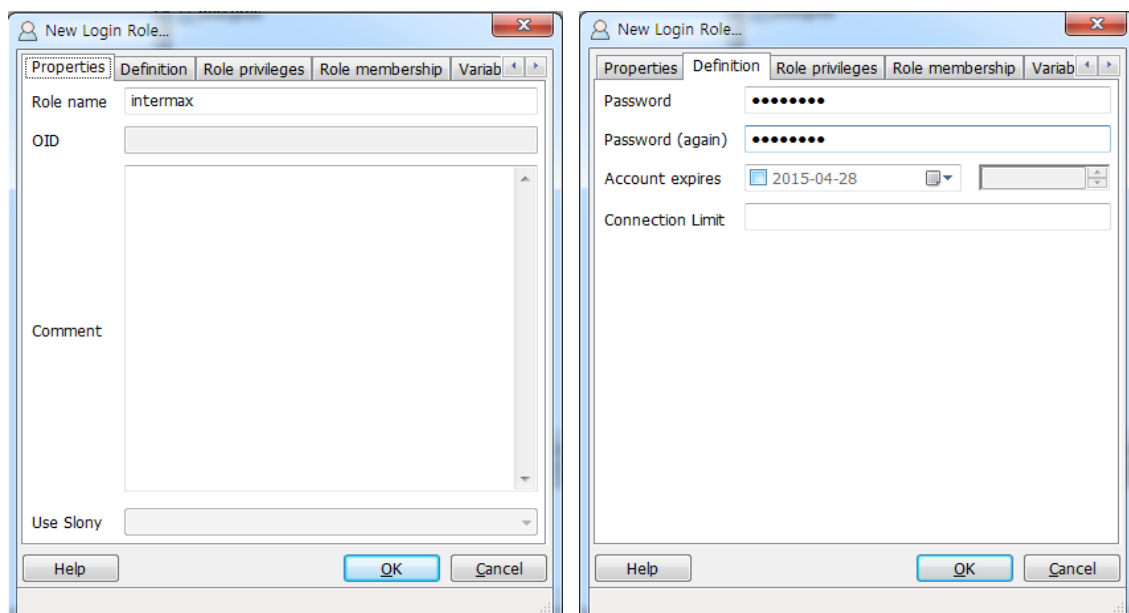 New Login Role...
Properties Definition Role privileges Role membership Variab
Role name intermax
OID
Comment
Use Slony
Help OK Cancel
New Login Role...
Properties Definition Role privileges Role membership Variab
Password ••••••••
Password (again) ••••••••
Account expires 2015-04-28
Connection Limit
Help OK Cancel